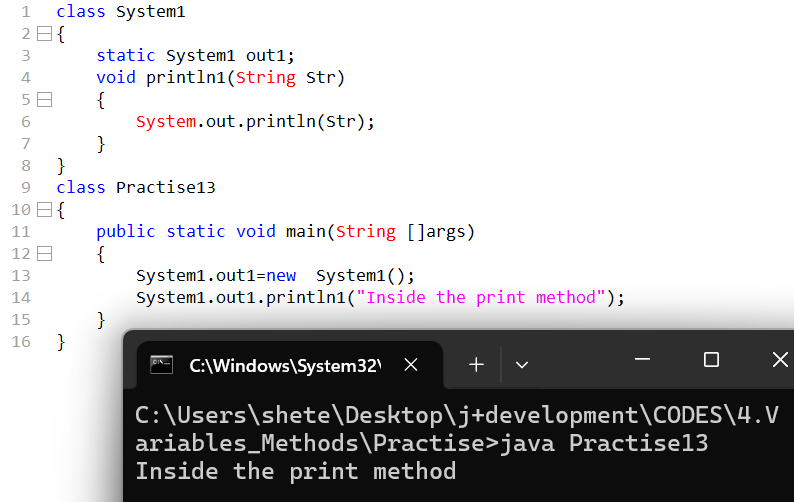 1 class System1
2 {
3 static System1 out1;
4 void println1(String Str)
5 {
6 System.out.println(Str);
7 }
8 }
9 class Practise13
10 {
11 public static void main(String []args)
12 {
13 System1.out1=new  System1();
14 System1.out1.println1("Inside the print method");
15 }
16 }
C:\Windows\System32\
C:\Users\shete\Desktop\j+development\CODES\4.V
ariables_Methods\Practise>java Practise13
Inside the print method